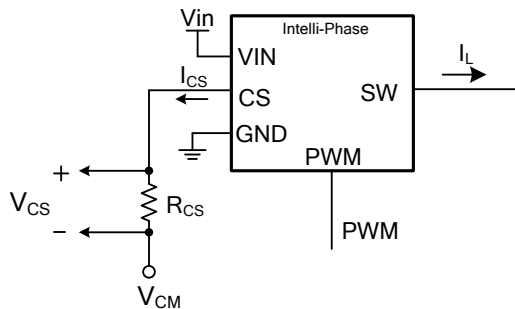 Vin
Intelli-Phase
VIN
I_L
I_CS
CS
SW
GND
PWM
+
V_CS
R_CS
–
PWM
V_CM